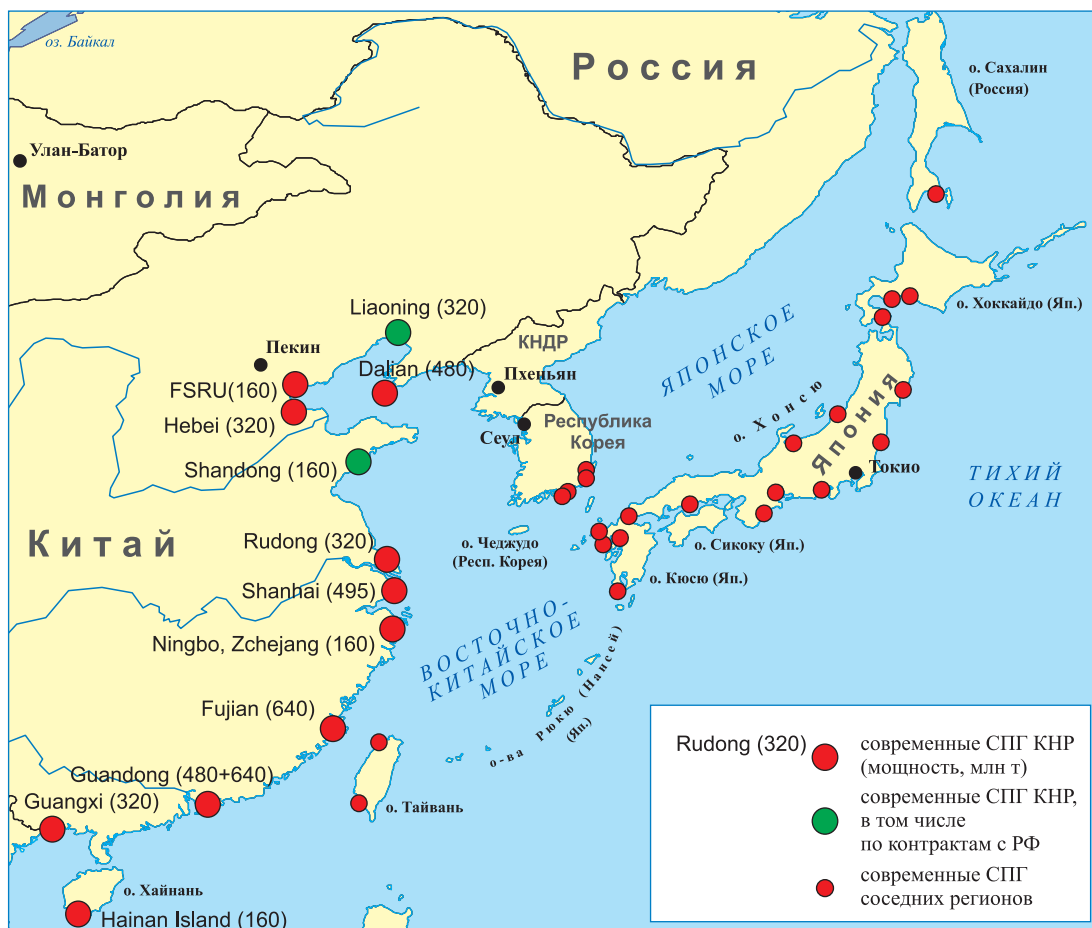 оз. Байкал
Россия
о. Сахалин
(Россия)
Улан-Батор
Монголия
Liaoning (320)
о. Хоккайдо (Яп.)
КНДР
ЯПОНСКОЕ
МОРЕ
Пекин
Dalian (480)
Пхеньян
FSRU(160)
Hebei (320)
Республика
Корея
Сеул
о. Хонсю
Япония
Токио
Shandong (160)
ТИХИЙ
ОКЕАН
Китай
Rudong (320)
о. Чеджудо
(Респ. Корея)
о. Сикоку (Яп.)
о. Кюсю (Яп.)
Shanhai (495)
Ningbo, Zchejang (160)
ВОСТОЧНО-
КИТАЙСКОЕ
МОРЕ
о-ва Рюкю (Нансей)
(Яп.)
Fujian (640)
Guandong (480+640)
Guangxi (320)
о. Тайвань
о. Хайнань
Hainan Island (160)
Rudong (320)
современные СПГ КНР
(мощность, млн т)
современные СПГ КНР,
в том числе
по контрактам с РФ
современные СПГ
соседних регионов